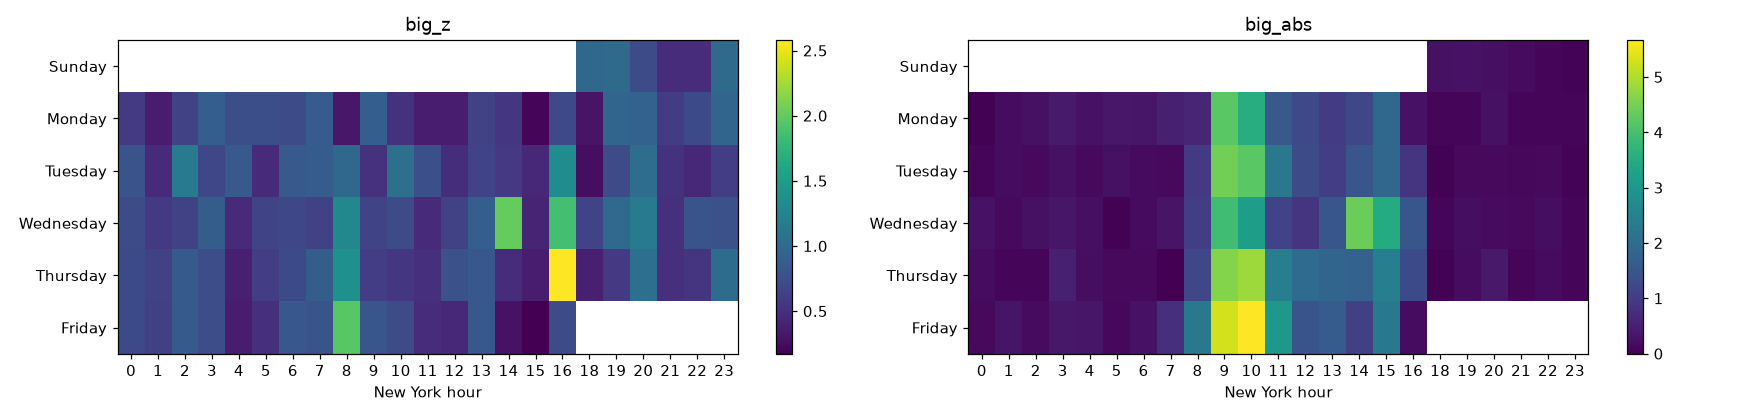 big_z
Sunday
Monday
Tuesday
Wednesday
Thursday
Friday
0 1 2 3 4 5 6 7 8 9 10 11 12 13 14 15 16 18 19 20 21 22 23
New York hour
2.5
2.0
1.5
1.0
0.5
big_abs
Sunday
Monday
Tuesday
Wednesday
Thursday
Friday
0 1 2 3 4 5 6 7 8 9 10 11 12 13 14 15 16 18 19 20 21 22 23
New York hour
5
4
3
2
1
0